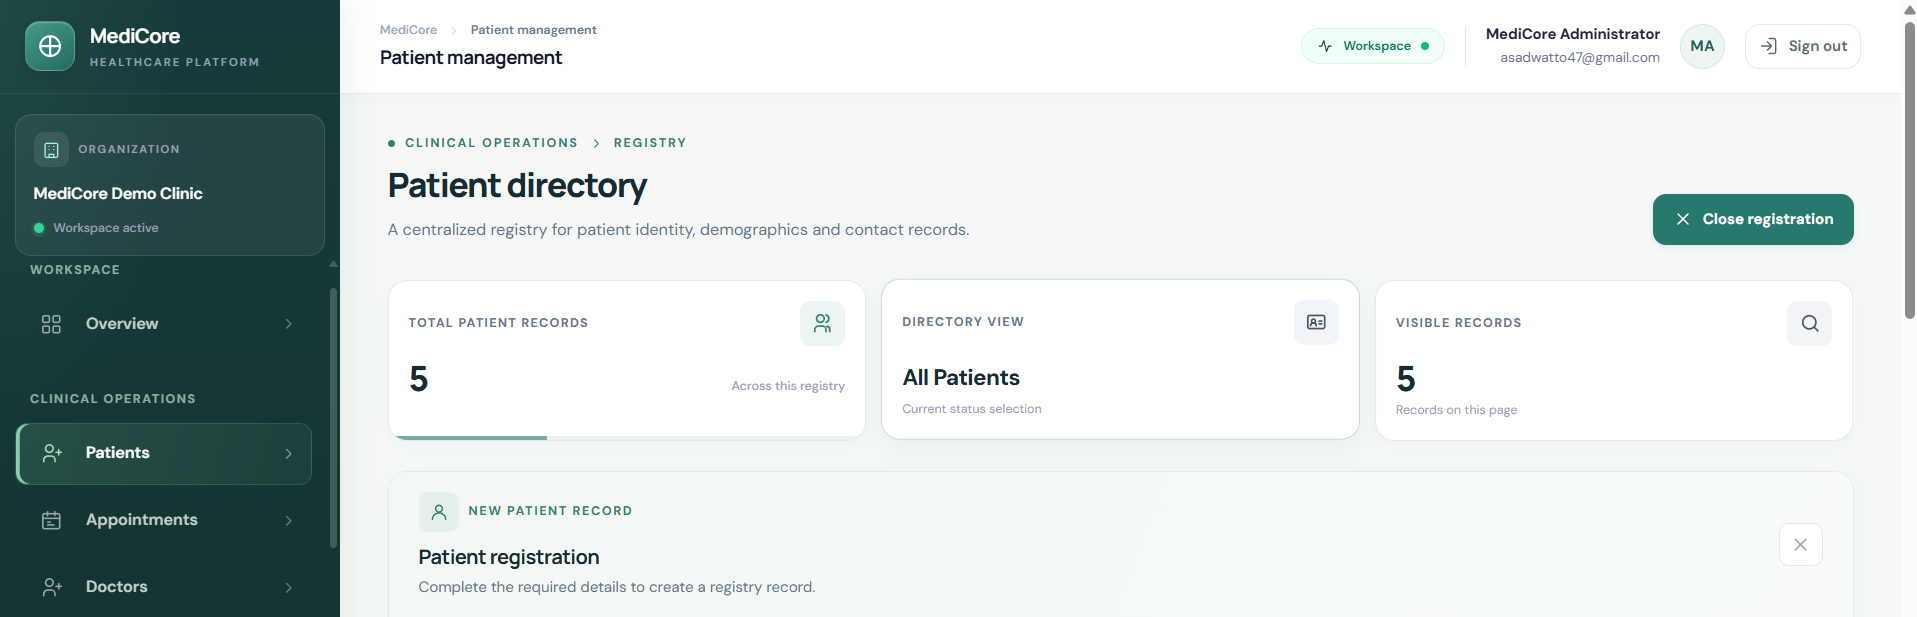 MediCore
HEALTHCARE PLATFORM
ORGANIZATION
MediCore Demo Clinic
Workspace active
WORKSPACE
Overview
CLINICAL OPERATIONS
Patients
Appointments
Doctors
MediCore > Patient management
Patient management
Workspace
MediCore Administrator
asadwatto47@gmail.com
MA
Sign out
CLINICAL OPERATIONS > REGISTRY
Patient directory
A centralized registry for patient identity, demographics and contact records.
Close registration
TOTAL PATIENT RECORDS
5
Across this registry
DIRECTORY VIEW
All Patients
Current status selection
VISIBLE RECORDS
5
Records on this page
NEW PATIENT RECORD
Patient registration
Complete the required details to create a registry record.